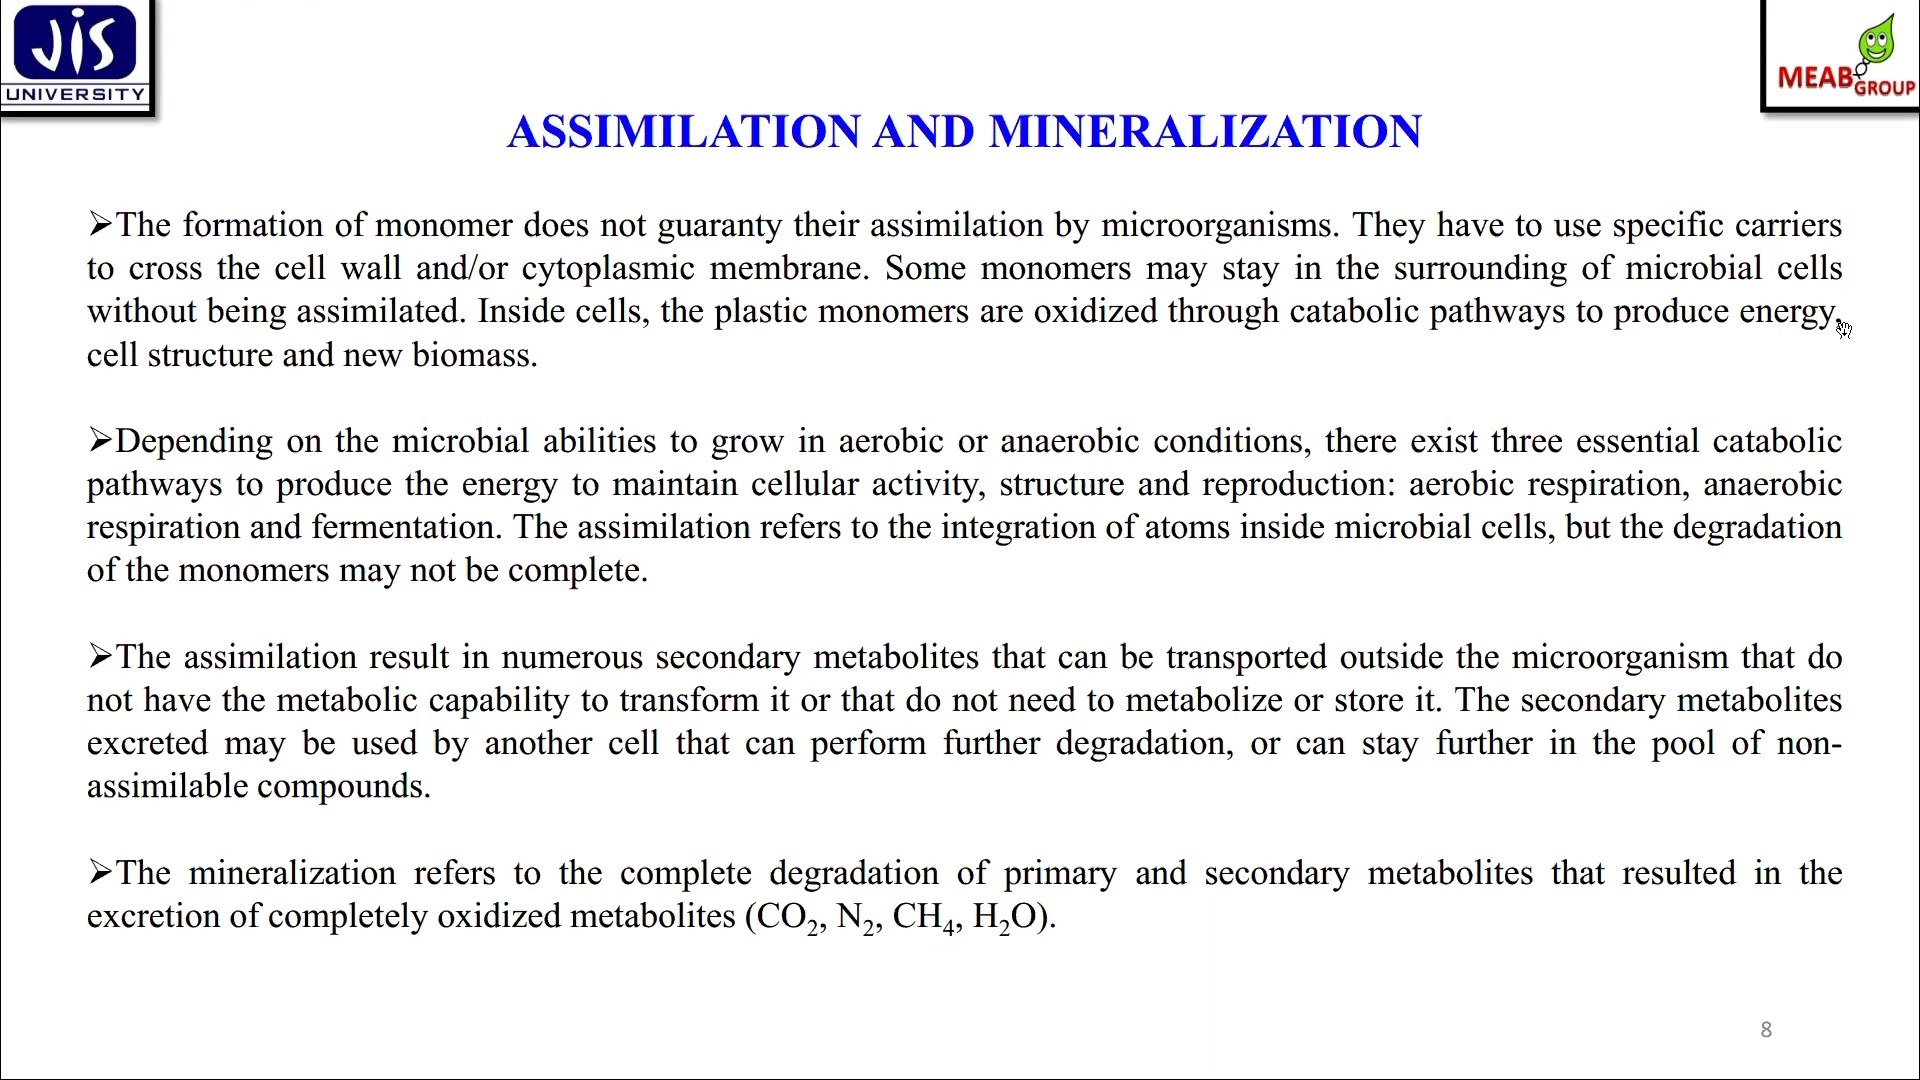 JIS
UNIVERSITY
MEAB GROUP
ASSIMILATION AND MINERALIZATION
➢The formation of monomer does not guaranty their assimilation by microorganisms. They have to use specific carriers
to cross the cell wall and/or cytoplasmic membrane. Some monomers may stay in the surrounding of microbial cells
without being assimilated. Inside cells, the plastic monomers are oxidized through catabolic pathways to produce energy,
cell structure and new biomass.
➢Depending on the microbial abilities to grow in aerobic or anaerobic conditions, there exist three essential catabolic
pathways to produce the energy to maintain cellular activity, structure and reproduction: aerobic respiration, anaerobic
respiration and fermentation. The assimilation refers to the integration of atoms inside microbial cells, but the degradation
of the monomers may not be complete.
➢The assimilation result in numerous secondary metabolites that can be transported outside the microorganism that do
not have the metabolic capability to transform it or that do not need to metabolize or store it. The secondary metabolites
excreted may be used by another cell that can perform further degradation, or can stay further in the pool of non-
assimilable compounds.
➢The mineralization refers to the complete degradation of primary and secondary metabolites that resulted in the
excretion of completely oxidized metabolites (CO₂, N₂, CH₄, H₂O).
8